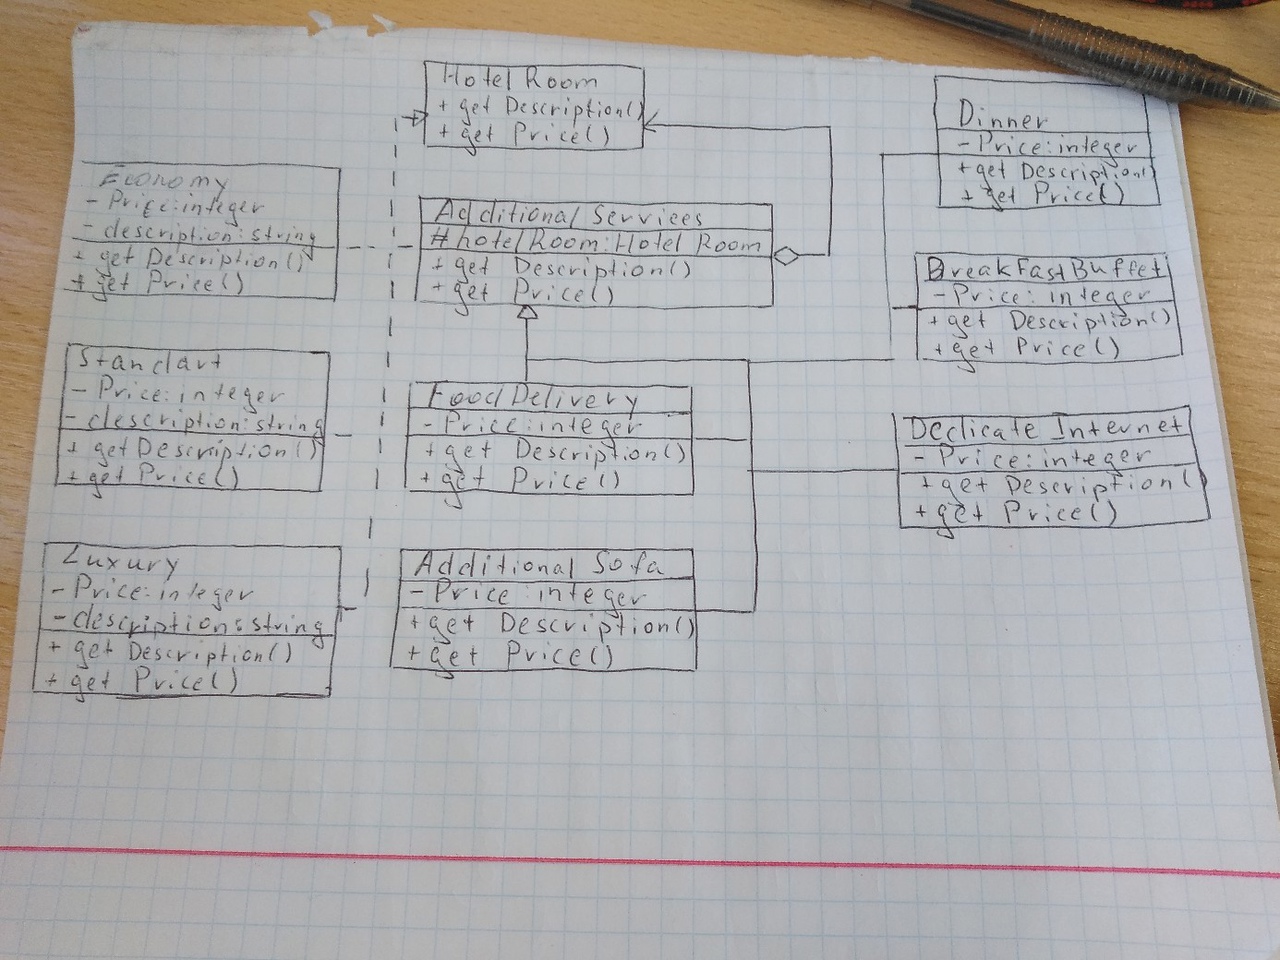 Hotel Room
+ get Description()
+ get Price()
Economy
- Price:integer
- description:string
+ get Description()
+ get Price()
Additional Services
# hotelRoom:Hotel Room
+ get Description()
+ get Price()
Dinner
- Price:integer
+ get Description()
+ get Price()
BreakFastBuffet
- Price: integer
+ get Description()
+ get Price()
Standart
- Price: integer
- description:string
+ get Description()
+ get Price()
Food Delivery
- Price:integer
+ get Description()
+ get Price()
Dedicate Internet
- Price:integer
+ get Description(
+ get Price()
Luxury
- Price:integer
- description:string
+ get Description()
+ get Price()
Additional Sofa
- Price:integer
+ get Description()
+ get Price()